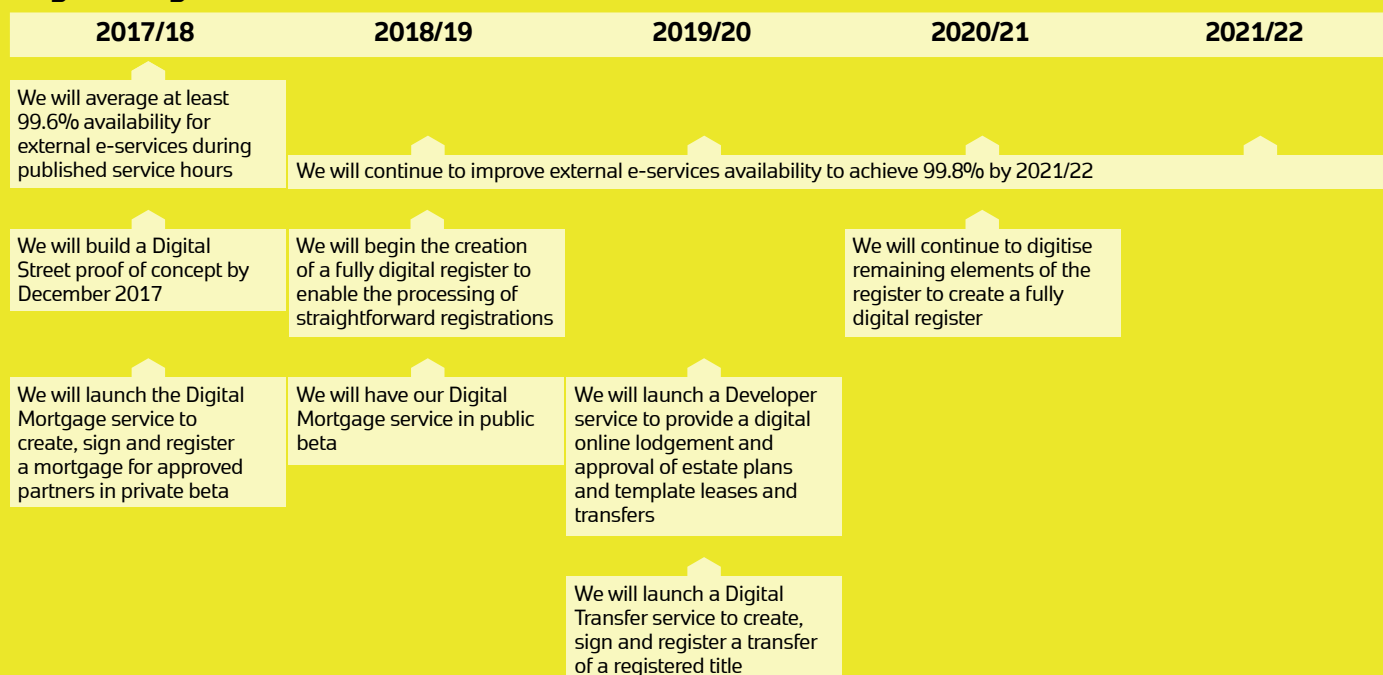 2017/18 2018/19 2019/20 2020/21 2021/22
We will average at least
99.6% availability for
external e-services during
published service hours
We will continue to improve external e-services availability to achieve 99.8% by 2021/22
We will build a Digital
Street proof of concept by
December 2017
We will begin the creation
of a fully digital register to
enable the processing of
straightforward registrations
We will continue to digitise
remaining elements of the
register to create a fully
digital register
We will launch the Digital
Mortgage service to
create, sign and register
a mortgage for approved
partners in private beta
We will have our Digital
Mortgage service in public
beta
We will launch a Developer
service to provide a digital
online lodgement and
approval of estate plans
and template leases and
transfers
We will launch a Digital
Transfer service to create,
sign and register a transfer
of a registered title